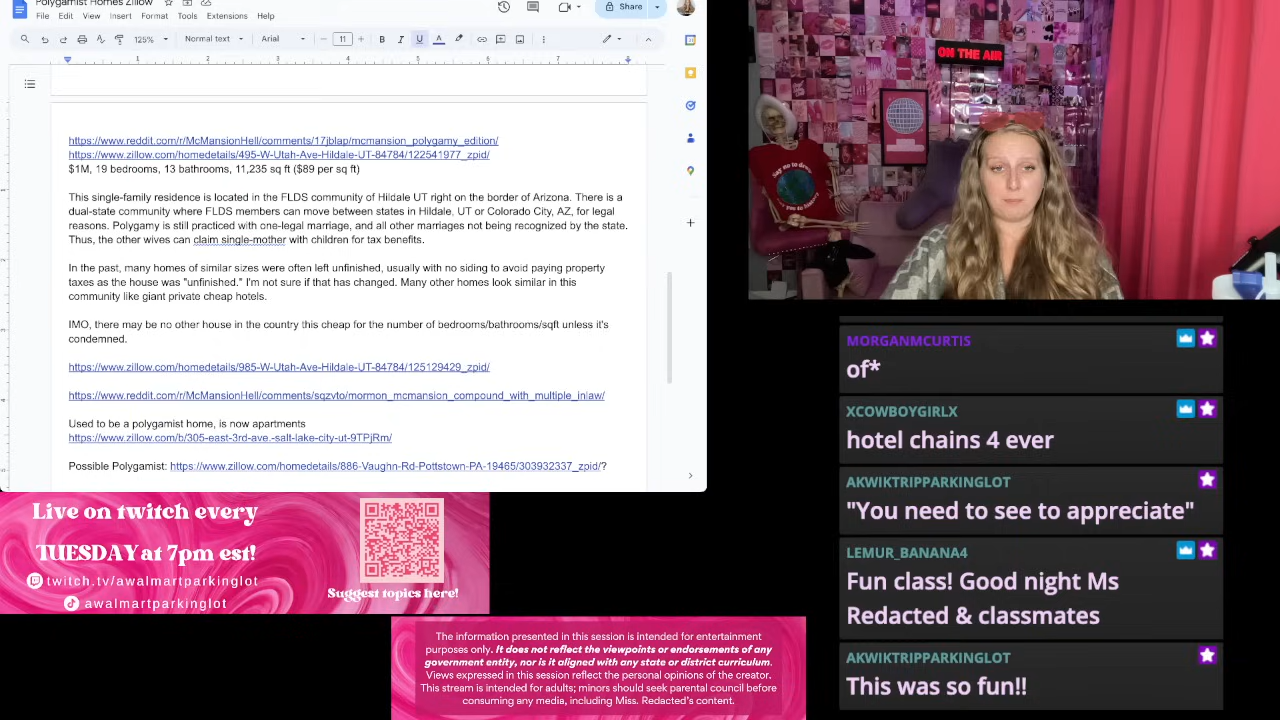 Polygamist Homes Zillow
File Edit View Insert Format Tools Extensions Help
Share
125% Normal text Arial 11
1 2 3 4 5 6 7
https://www.reddit.com/r/McMansionHell/comments/17jblap/mcmansion_polygamy_edition/
https://www.zillow.com/homedetails/495-W-Utah-Ave-Hildale-UT-84784/122541977_zpid/
$1M, 19 bedrooms, 13 bathrooms, 11,235 sq ft ($89 per sq ft)
This single-family residence is located in the FLDS community of Hildale UT right on the border of Arizona. There is a
dual-state community where FLDS members can move between states in Hildale, UT or Colorado City, AZ, for legal
reasons. Polygamy is still practiced with one-legal marriage, and all other marriages not being recognized by the state.
Thus, the other wives can claim single-mother with children for tax benefits.
In the past, many homes of similar sizes were often left unfinished, usually with no siding to avoid paying property
taxes as the house was "unfinished." I'm not sure if that has changed. Many other homes look similar in this
community like giant private cheap hotels.
IMO, there may be no other house in the country this cheap for the number of bedrooms/bathrooms/sqft unless it's
condemned.
https://www.zillow.com/homedetails/985-W-Utah-Ave-Hildale-UT-84784/125129429_zpid/
https://www.reddit.com/r/McMansionHell/comments/sqzvto/mormon_mcmansion_compound_with_multiple_inlaw/
Used to be a polygamist home, is now apartments
https://www.zillow.com/b/305-east-3rd-ave.-salt-lake-city-ut-9TPjRm/
Possible Polygamist: https://www.zillow.com/homedetails/886-Vaughn-Rd-Pottstown-PA-19465/303932337_zpid/?
ON THE AIR
Say no to drugs
MORGANMCURTIS
of*
XCOWBOYGIRLX
hotel chains 4 ever
AKWIKTRIPPARKINGLOT
"You need to see to appreciate"
LEMUR_BANANA4
Fun class! Good night Ms
Redacted & classmates
AKWIKTRIPPARKINGLOT
This was so fun!!
Live on twitch every
TUESDAY at 7pm est!
twitch.tv/awalmartparkinglot
awalmartparkinglot
Suggest topics here!
The information presented in this session is intended for entertainment
purposes only. It does not reflect the viewpoints or endorsements of any
government entity, nor is it aligned with any state or district curriculum.
Views expressed in this session reflect the personal opinions of the creator.
This stream is intended for adults; minors should seek parental council before
consuming any media, including Miss. Redacted's content.